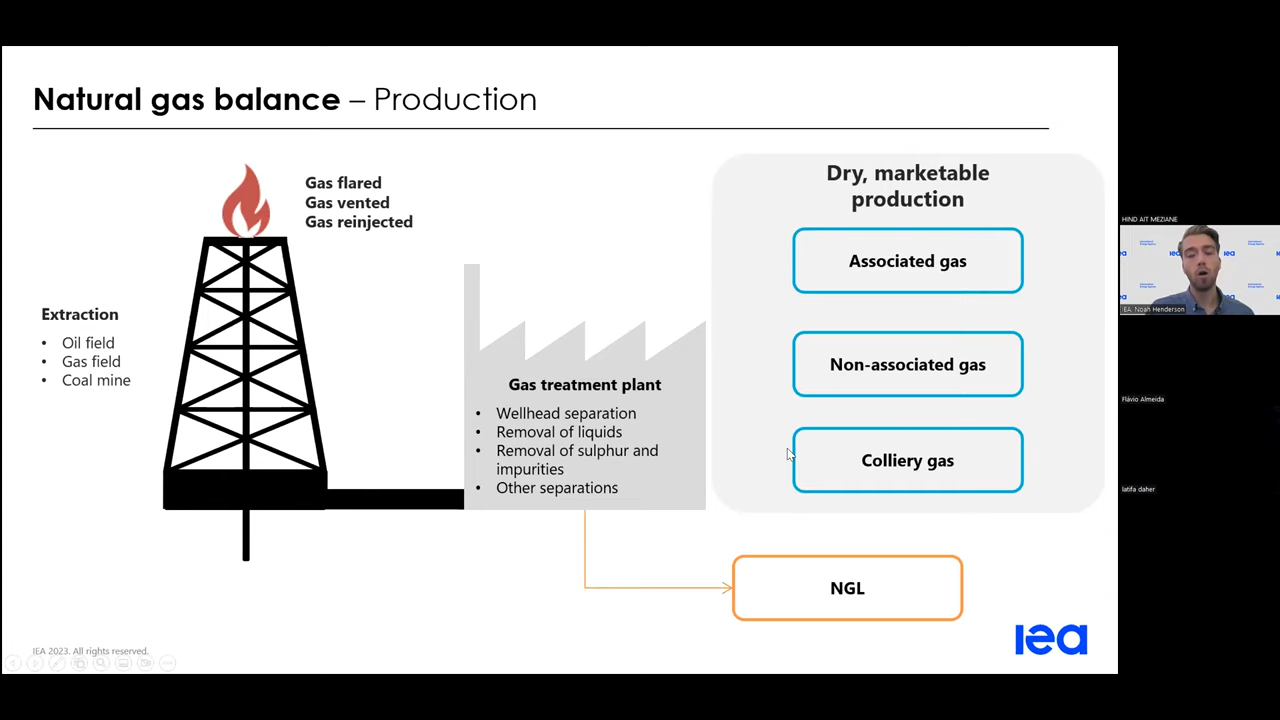 Natural gas balance – Production
Gas flared
Gas vented
Gas reinjected
Extraction
• Oil field
• Gas field
• Coal mine
Gas treatment plant
• Wellhead separation
• Removal of liquids
• Removal of sulphur and
impurities
• Other separations
Dry, marketable
production
Associated gas
Non-associated gas
Colliery gas
NGL
IEA 2023. All rights reserved.
iea
HIND AIT MEZIANE
iea
IEA. Noah Henderson
Flávio Almeida
latifa daher